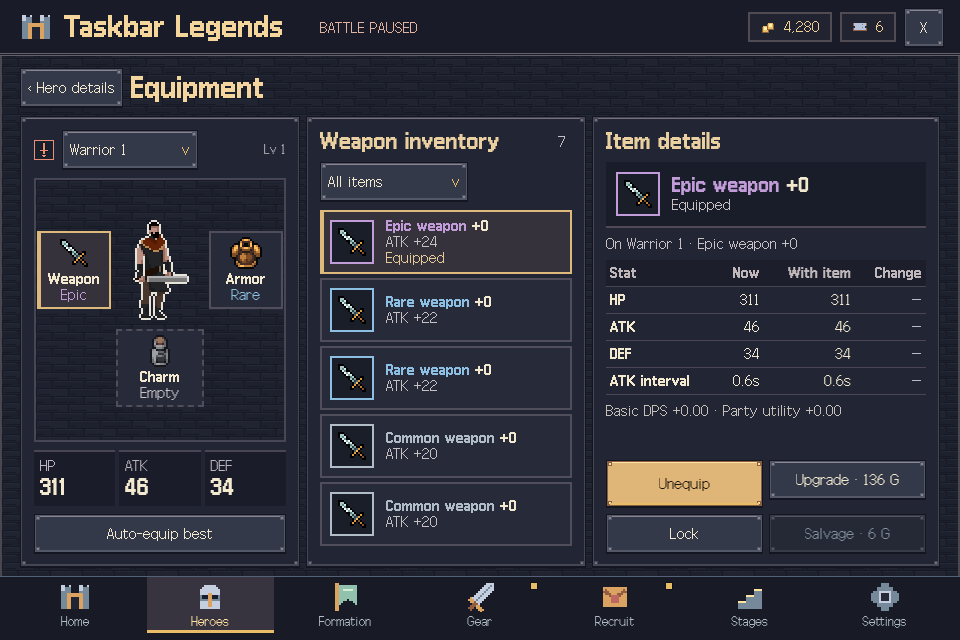 Taskbar Legends
BATTLE PAUSED
4,280
6
X
‹ Hero details
Equipment
Warrior 1
v
Lv 1
Weapon
Epic
Armor
Rare
Charm
Empty
HP
311
ATK
46
DEF
34
Auto-equip best
Weapon inventory
7
All items
v
Epic weapon +0
ATK +24
Equipped
Rare weapon +0
ATK +22
Rare weapon +0
ATK +22
Common weapon +0
ATK +20
Common weapon +0
ATK +20
Item details
Epic weapon +0
Equipped
On Warrior 1 · Epic weapon +0
Stat Now With item Change
HP 311 311 —
ATK 46 46 —
DEF 34 34 —
ATK interval 0.6s 0.6s —
Basic DPS +0.00 · Party utility +0.00
Unequip
Upgrade · 136 G
Lock
Salvage · 6 G
Home
Heroes
Formation
Gear
Recruit
Stages
Settings